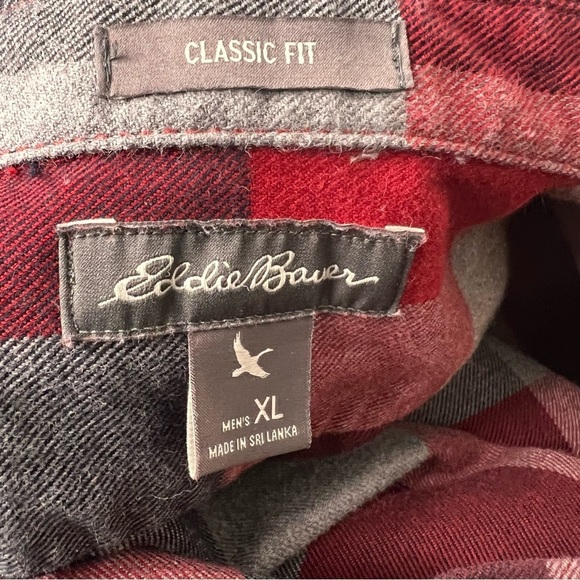 CLASSIC FIT
Eddie Bauer
MEN'S XL
MADE IN SRI LANKA